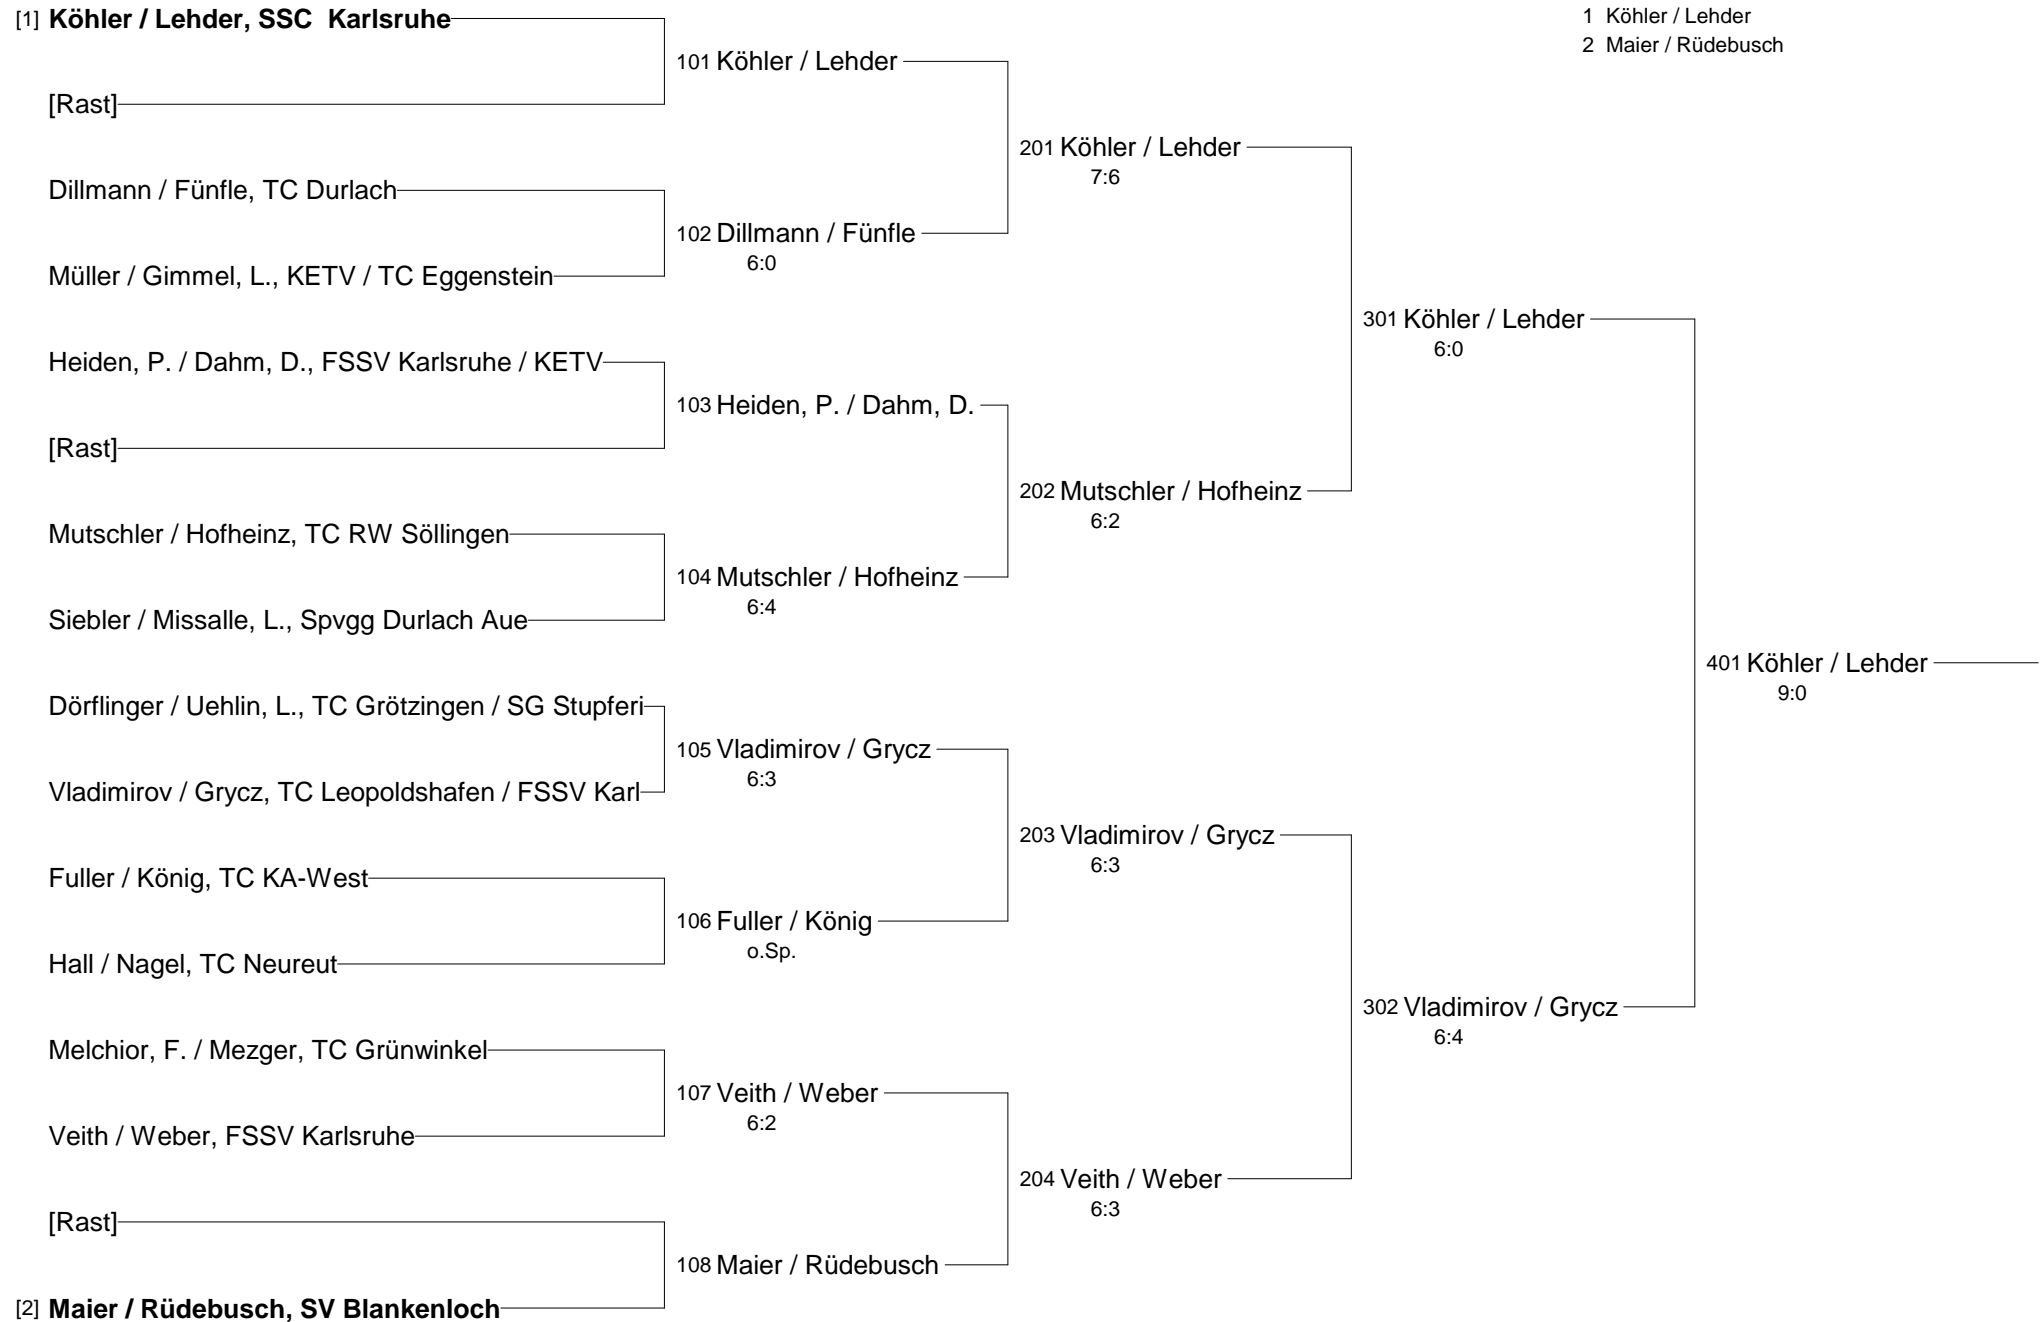 [1] Köhler / Lehder, SSC  Karlsruhe
1 Köhler / Lehder
2 Maier / Rüdebusch
101 Köhler / Lehder
[Rast]
201 Köhler / Lehder
7:6
Dillmann / Fünfle, TC Durlach
102 Dillmann / Fünfle
6:0
Müller / Gimmel, L., KETV / TC Eggenstein
301 Köhler / Lehder
6:0
Heiden, P. / Dahm, D., FSSV Karlsruhe / KETV
103 Heiden, P. / Dahm, D.
[Rast]
202 Mutschler / Hofheinz
6:2
Mutschler / Hofheinz, TC RW Söllingen
104 Mutschler / Hofheinz
6:4
Siebler / Missalle, L., Spvgg Durlach Aue
401 Köhler / Lehder
9:0
Dörflinger / Uehlin, L., TC Grötzingen / SG Stupferi
105 Vladimirov / Grycz
6:3
Vladimirov / Grycz, TC Leopoldshafen / FSSV Karl
203 Vladimirov / Grycz
6:3
Fuller / König, TC KA-West
106 Fuller / König
o.Sp.
Hall / Nagel, TC Neureut
302 Vladimirov / Grycz
6:4
Melchior, F. / Mezger, TC Grünwinkel
107 Veith / Weber
6:2
Veith / Weber, FSSV Karlsruhe
204 Veith / Weber
6:3
[Rast]
108 Maier / Rüdebusch
[2] Maier / Rüdebusch, SV Blankenloch